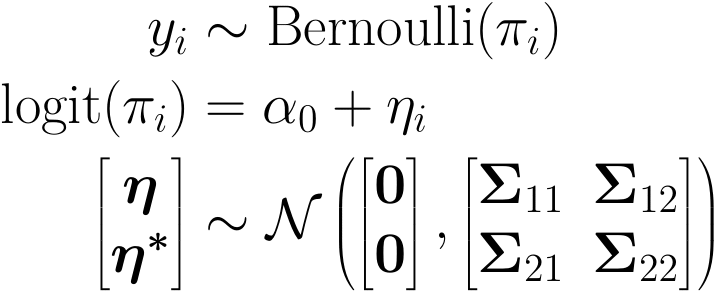 y_i ∼ Bernoulli(π_i)
logit(π_i) = α_0 + η_i
[η η*] ∼ 𝒩([0 0], [Σ_11 Σ_12 Σ_21 Σ_22])